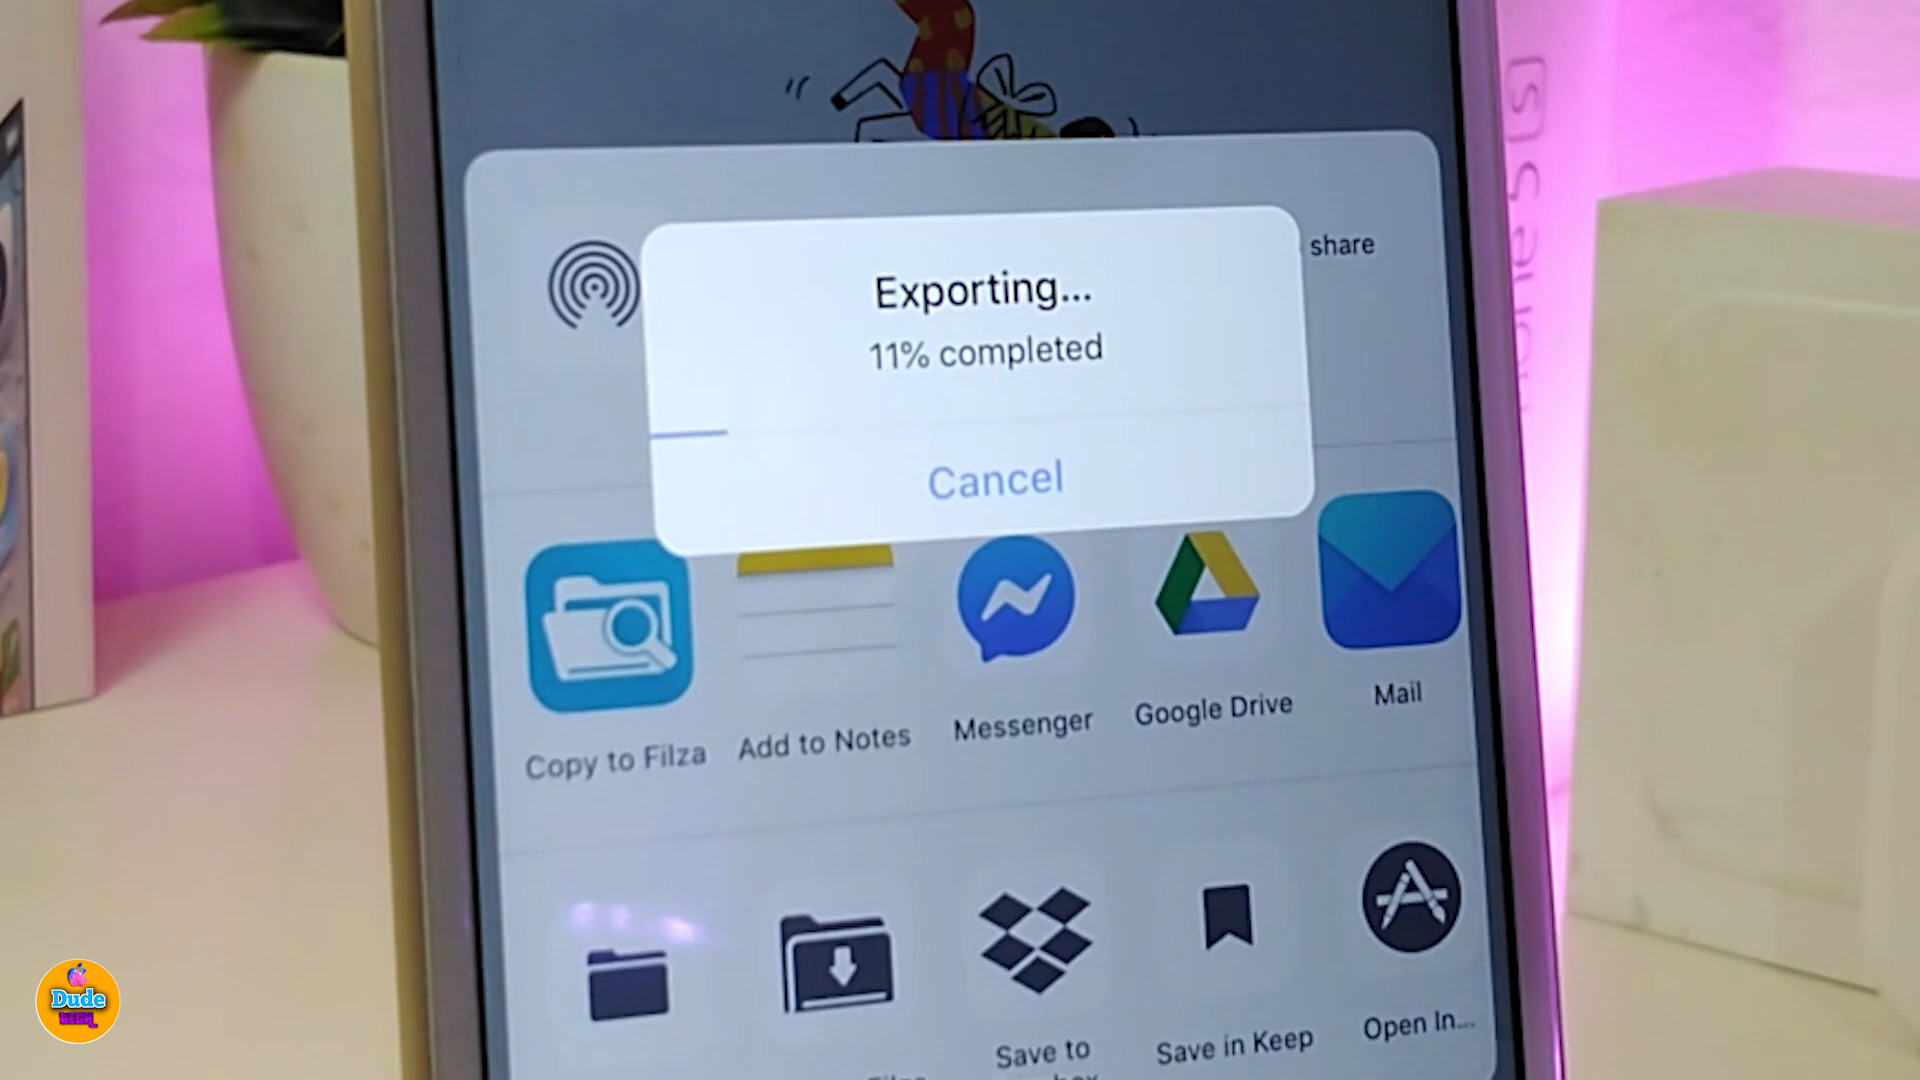 share
Exporting...
11% completed
Cancel
Copy to Filza
Add to Notes
Messenger
Google Drive
Mail
Save to
Save in Keep
Open In...
Dude
TECH